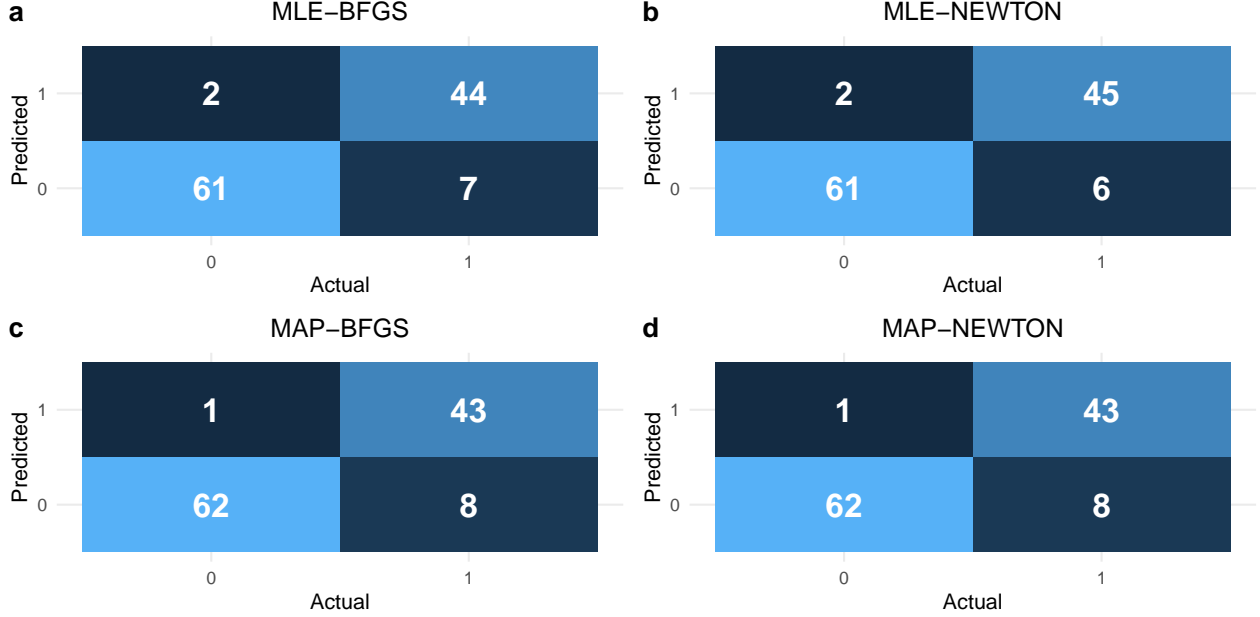 a MLE−BFGS
Predicted
1
2 44
0
61 7
0 1
Actual
b MLE−NEWTON
Predicted
1
2 45
0
61 6
0 1
Actual
c MAP−BFGS
Predicted
1
1 43
0
62 8
0 1
Actual
d MAP−NEWTON
Predicted
1
1 43
0
62 8
0 1
Actual